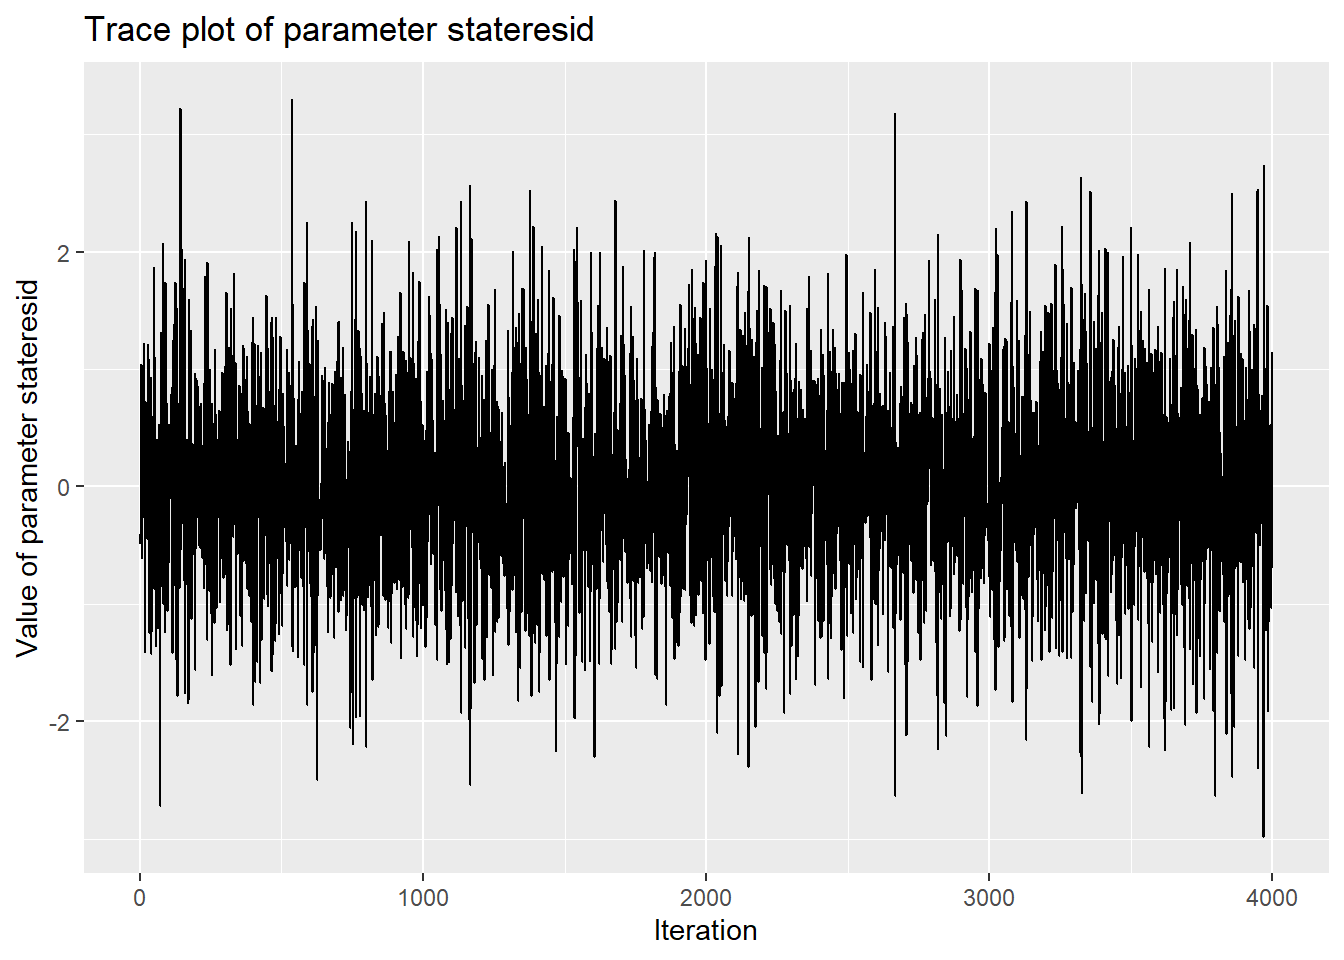 Trace plot of parameter stateresid
Value of parameter stateresid
2
0
-2
0 1000 2000 3000 4000
Iteration